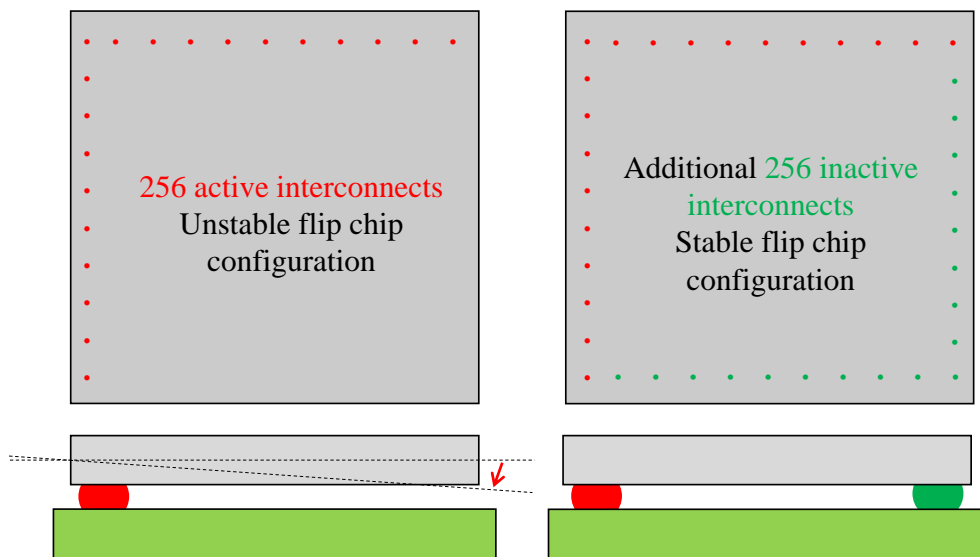 256 active interconnects
Unstable flip chip
configuration
Additional 256 inactive
interconnects
Stable flip chip
configuration